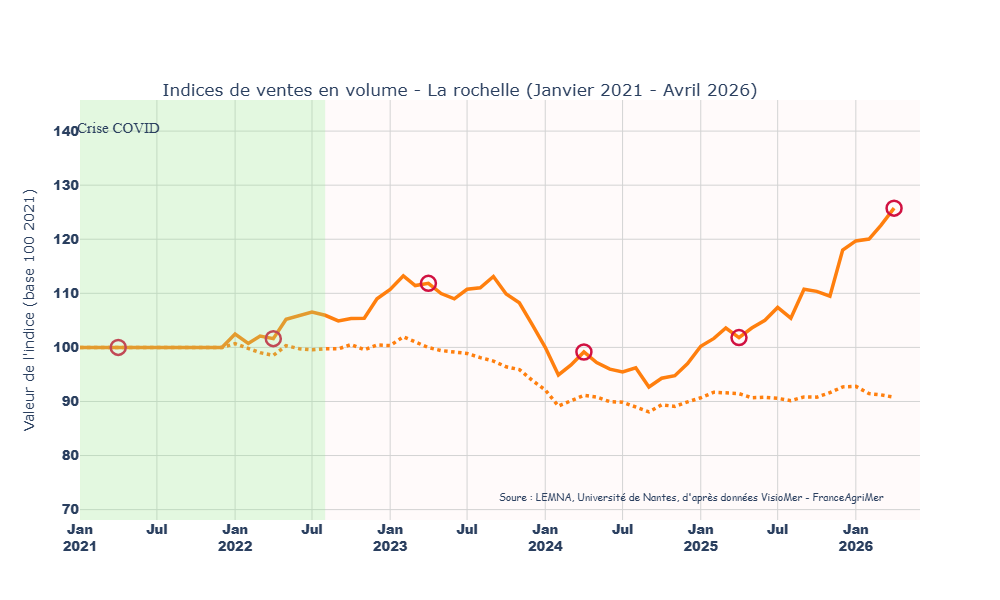 Indices de ventes en volume - La rochelle (Janvier 2021 - Avril 2026)
Crise COVID
Valeur de l'indice (base 100 2021)
140
130
120
110
100
90
80
70
Soure : LEMNA, Université de Nantes, d'après données VisioMer - FranceAgriMer
Jan Jul Jan Jul Jan Jul Jan Jul Jan Jul Jan
2021 2022 2023 2024 2025 2026